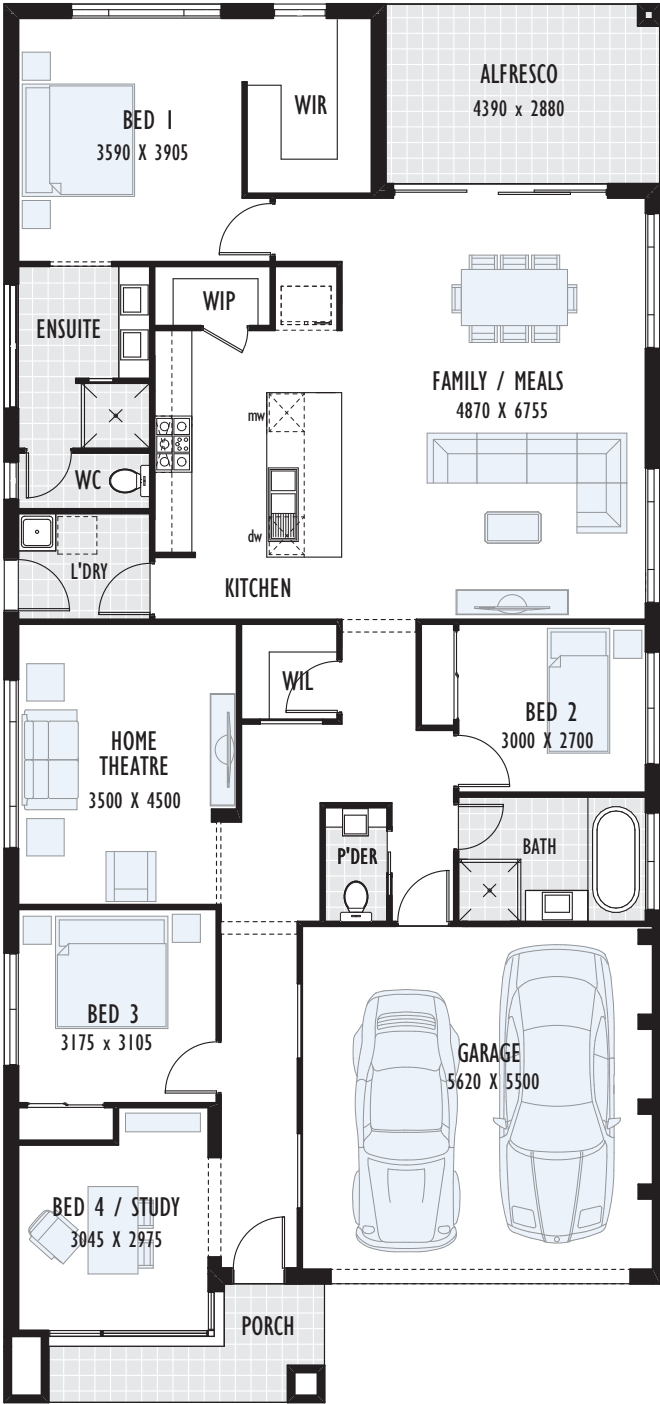 ALFRESCO
4390 x 2880
BED 1
3590 X 3905
WIR
WIP
ENSUITE
FAMILY / MEALS
4870 X 6755
mw
WC
dw
L'DRY
KITCHEN
WIL
BED 2
3000 X 2700
HOME
THEATRE
3500 X 4500
P'DER
BATH
BED 3
3175 x 3105
GARAGE
5620 X 5500
BED 4 / STUDY
3045 X 2975
PORCH